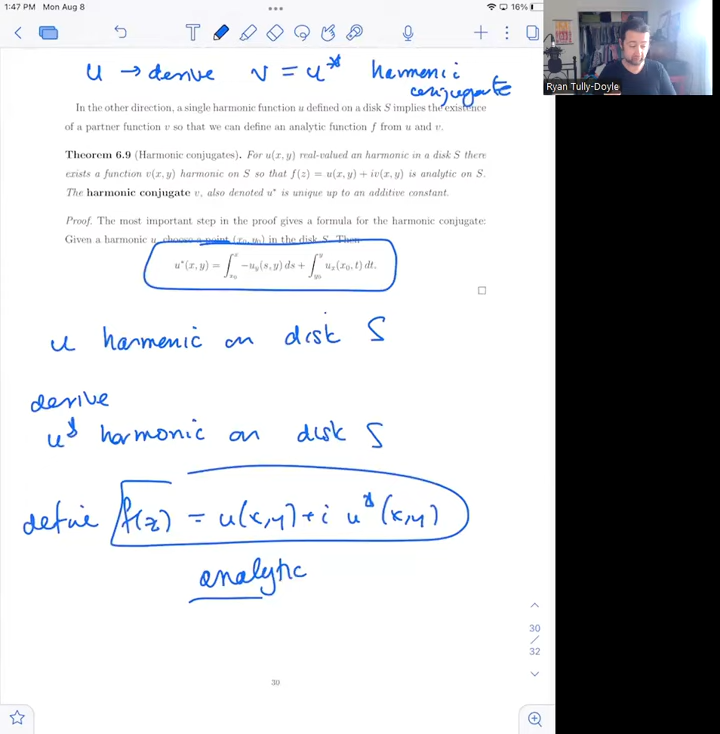 1:47 PM Mon Aug 8
16%
Ryan Tully-Doyle
u → derive v = u* harmonic
conjugate
In the other direction, a single harmonic function u defined on a disk S implies the existence
of a partner function v so that we can define an analytic function f from u and v.
Theorem 6.9 (Harmonic conjugates). For u(x, y) real-valued an harmonic in a disk S there
exists a function v(x, y) harmonic on S so that f(z) = u(x, y) + iv(x, y) is analytic on S.
The harmonic conjugate v, also denoted u* is unique up to an additive constant.
Proof. The most important step in the proof gives a formula for the harmonic conjugate:
Given a harmonic u, choose a point (x₀, y₀) in the disk S. Then
u*(x, y) = ∫_{x₀}^{x} −u_y(s, y) ds + ∫_{y₀}^{y} u_x(x₀, t) dt.
□
u harmonic on disk S
derive
u* harmonic on disk S
define f(z) = u(x,y) + i u*(x,y)
analytic
30
32
30